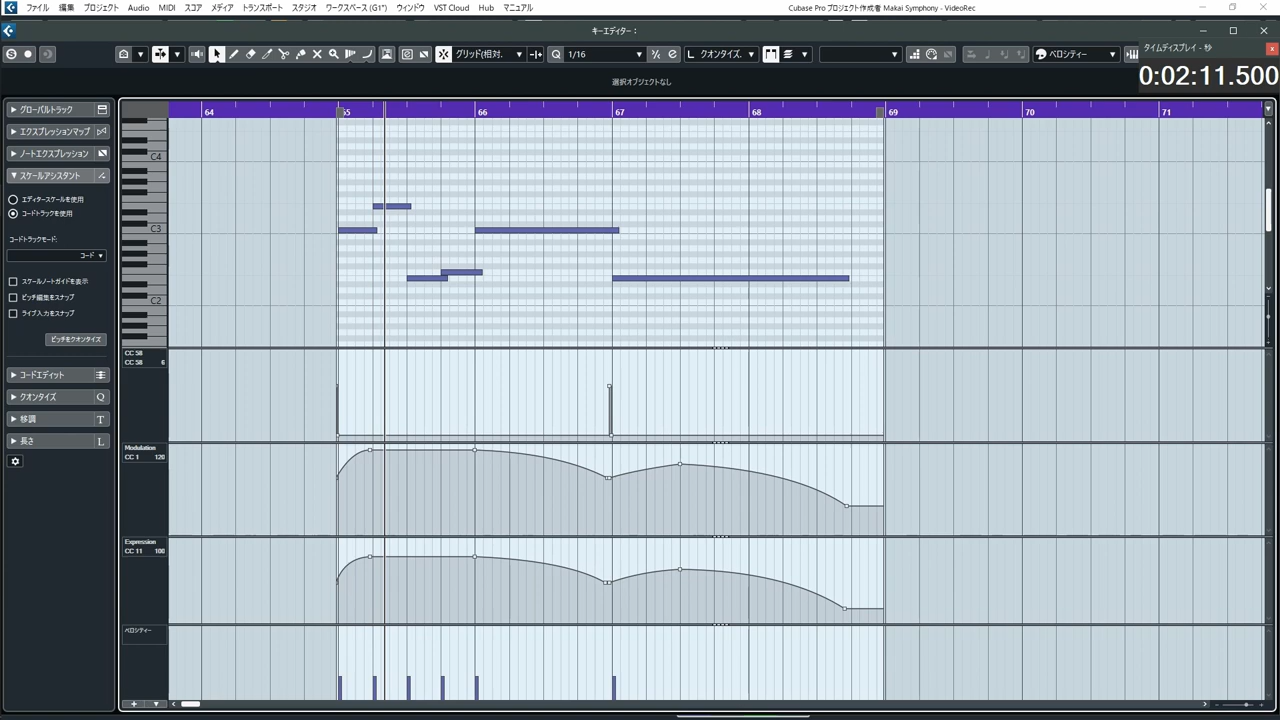 ファイル 編集 プロジェクト Audio MIDI スコア メディア トランスポート スタジオ ワークスペース (G1*) ウィンドウ VST Cloud Hub マニュアル Cubase Pro プロジェクト作成者 Makai Symphony - VideoRec
キーエディター：
タイムディスプレイ - 秒
グリッド(相対. Q 1/16 L クオンタイズ. ベロシティー
0:02:11.500
選択オブジェクトなし
グローバルトラック
エクスプレッションマップ
ノートエクスプレッション
スケールアシスタント
エディタースケールを使用
コードトラックを使用
コードトラックモード:
コード
スケールノートガイドを表示
ピッチ編集をスナップ
ライブ入力をスナップ
ピッチをクオンタイズ
コードエディット
クオンタイズ Q
移調 T
長さ L
64 65 66 67 68 69 70 71
C4
C3
C2
CC 58
CC 58 6
Modulation
CC 1 120
Expression
CC 11 100
ベロシティー